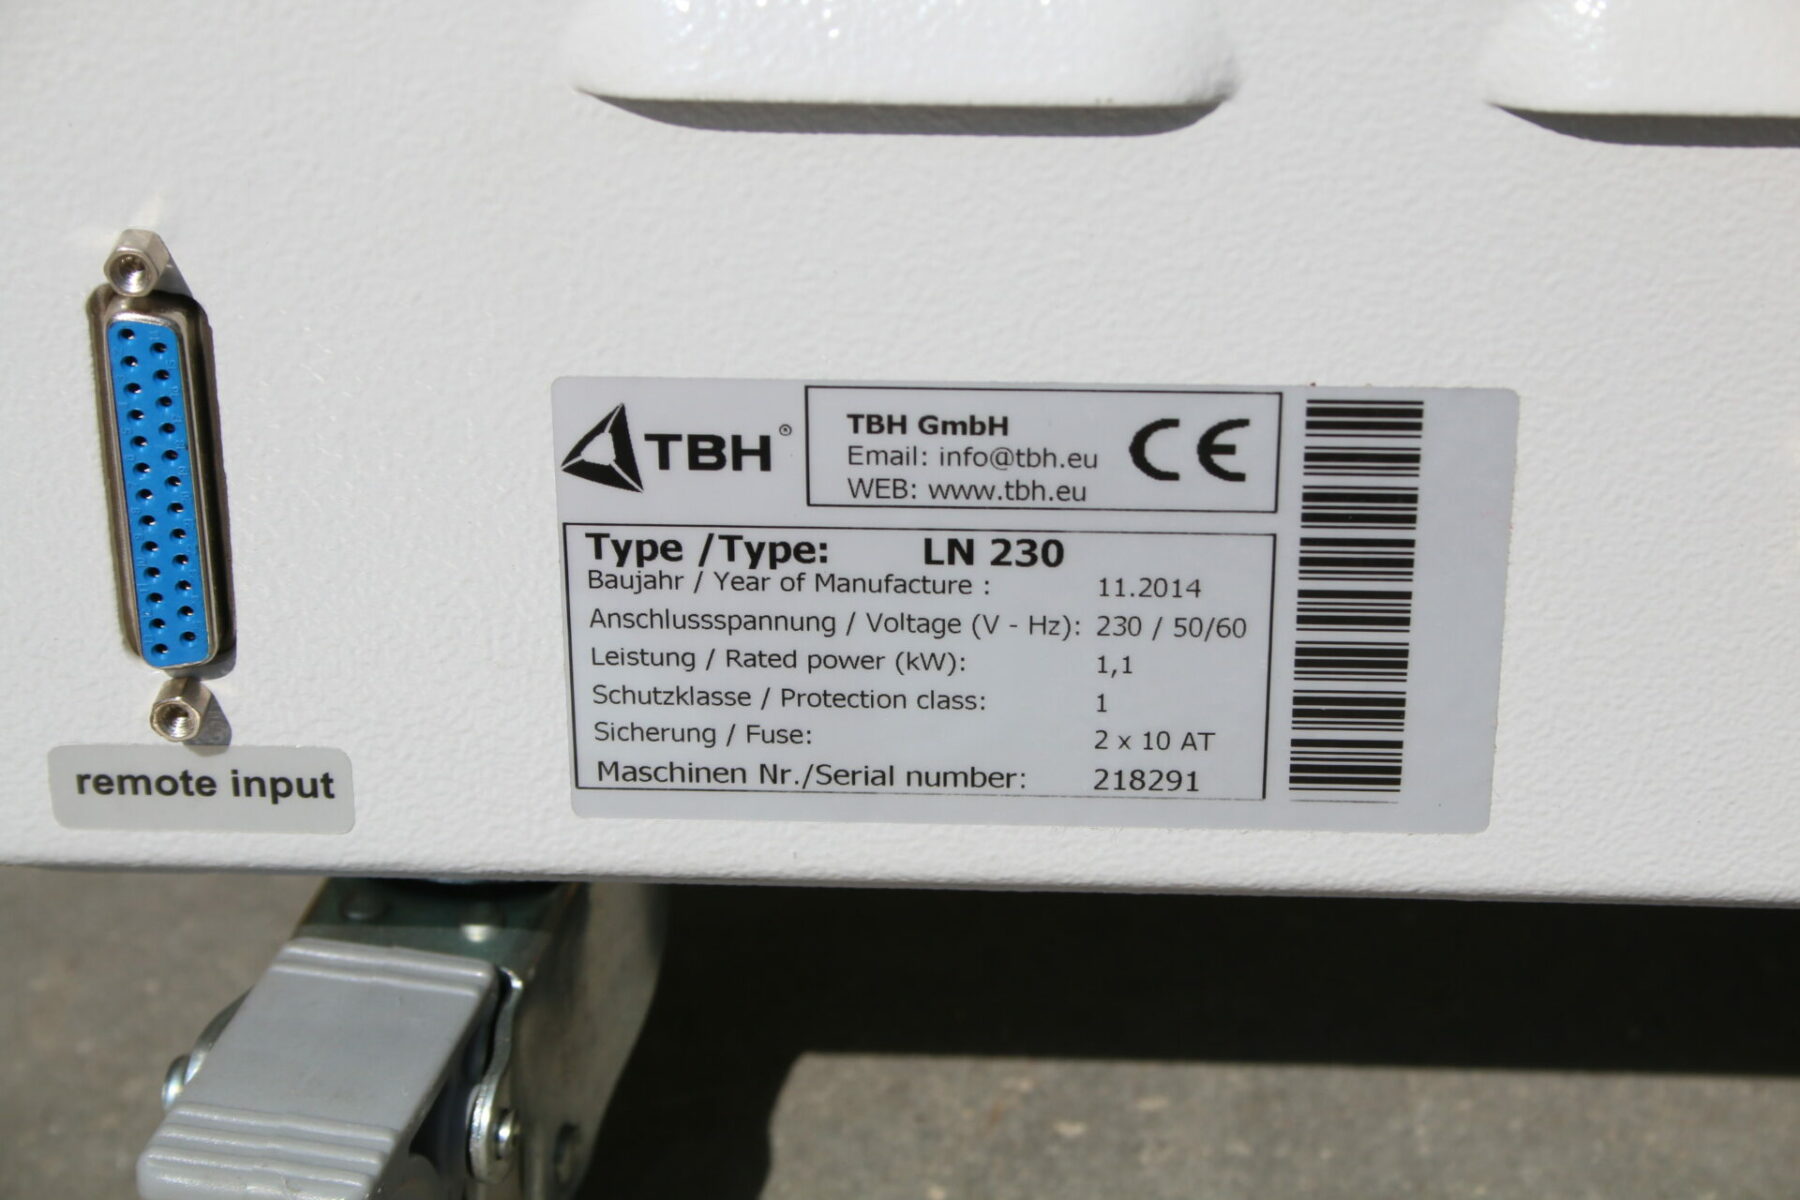 TBH®
TBH GmbH
Email: info@tbh.eu
WEB: www.tbh.eu
CE
Type /Type: LN 230
Baujahr / Year of Manufacture : 11.2014
Anschlussspannung / Voltage (V - Hz): 230 / 50/60
Leistung / Rated power (kW): 1,1
Schutzklasse / Protection class: 1
Sicherung / Fuse: 2 x 10 AT
Maschinen Nr./Serial number: 218291
remote input